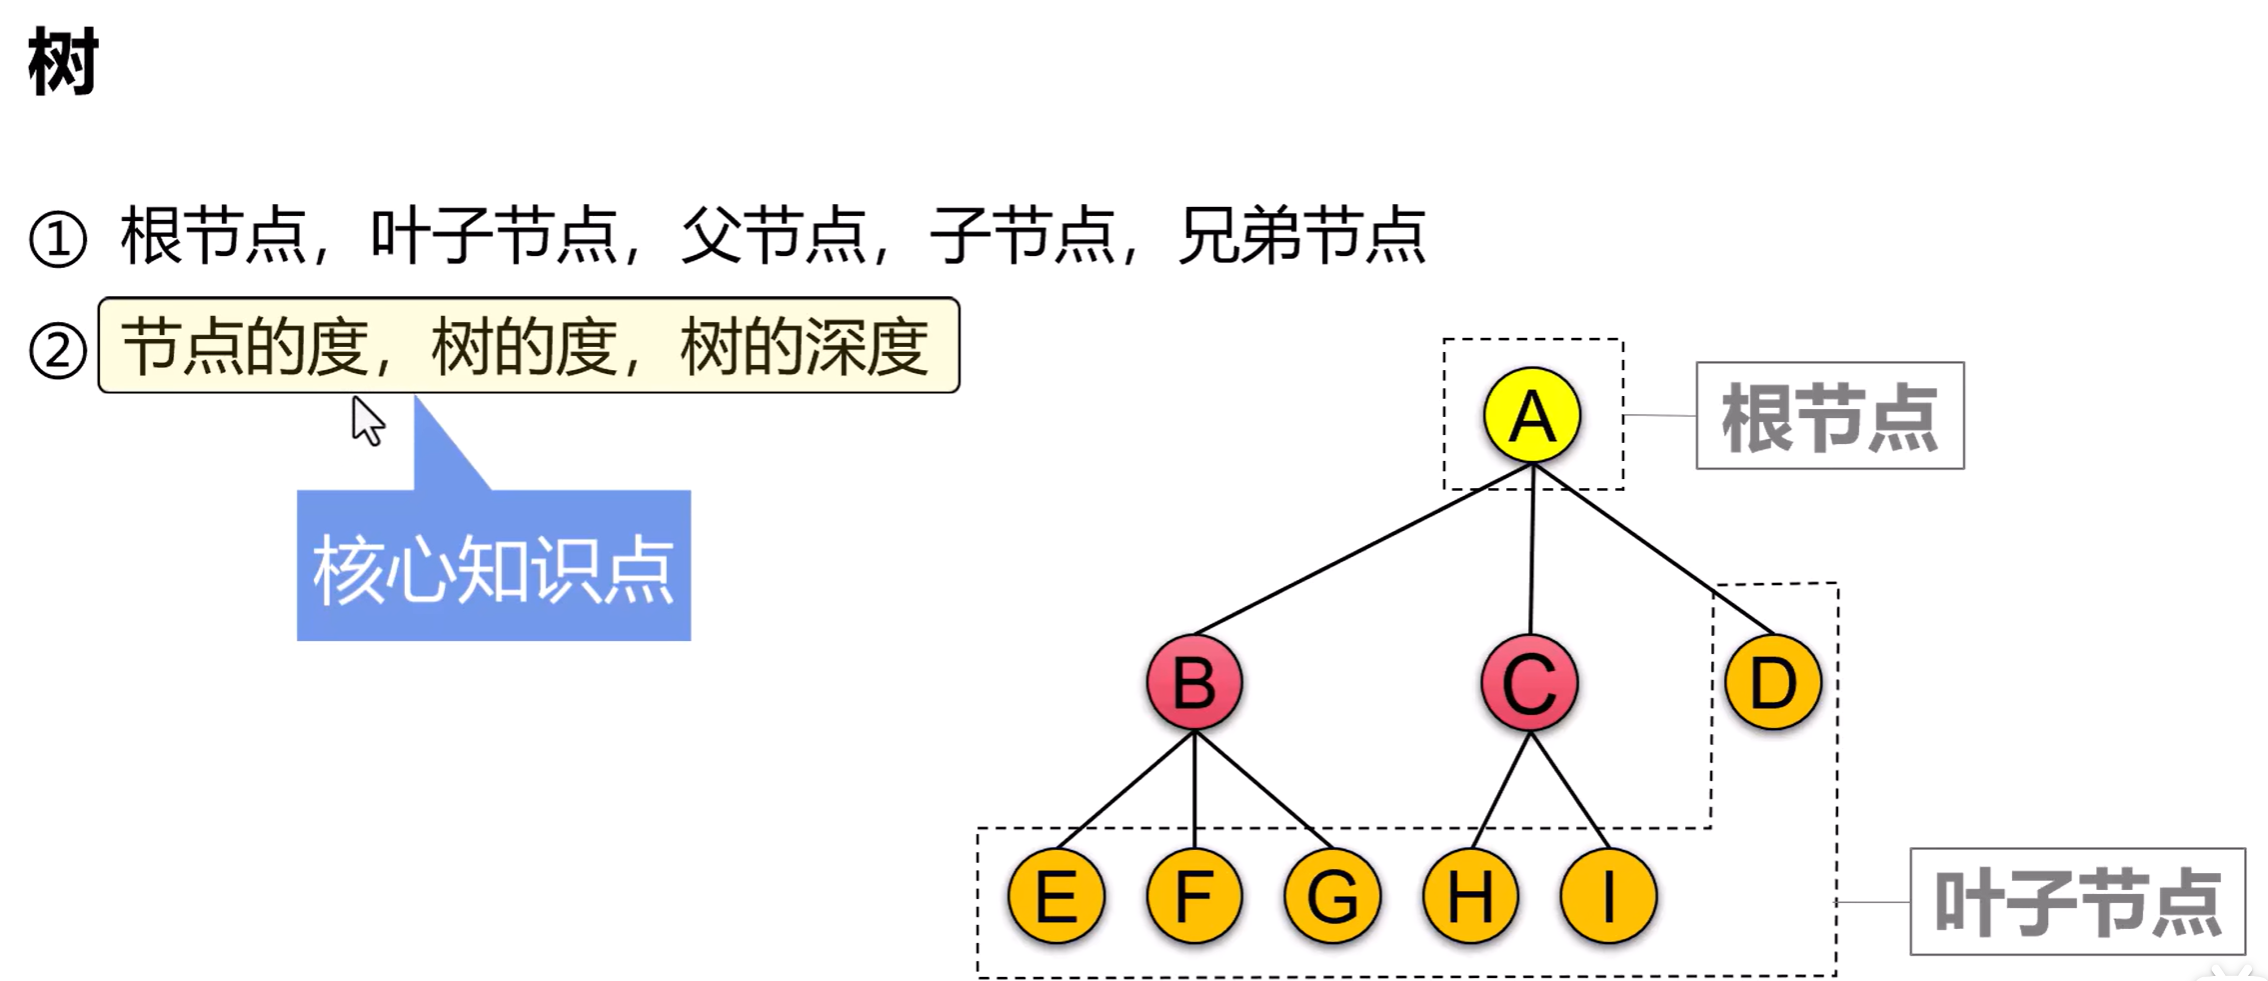 树
① 根节点，叶子节点，父节点，子节点，兄弟节点
② 节点的度，树的度，树的深度
核心知识点
A
根节点
B
C
D
E
F
G
H
I
叶子节点